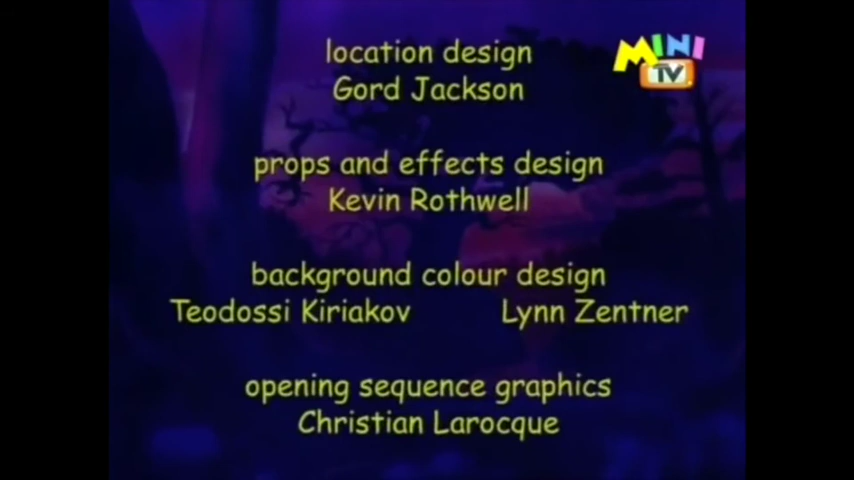 MINI
TV
location design
Gord Jackson
props and effects design
Kevin Rothwell
background colour design
Teodossi Kiriakov Lynn Zentner
opening sequence graphics
Christian Larocque